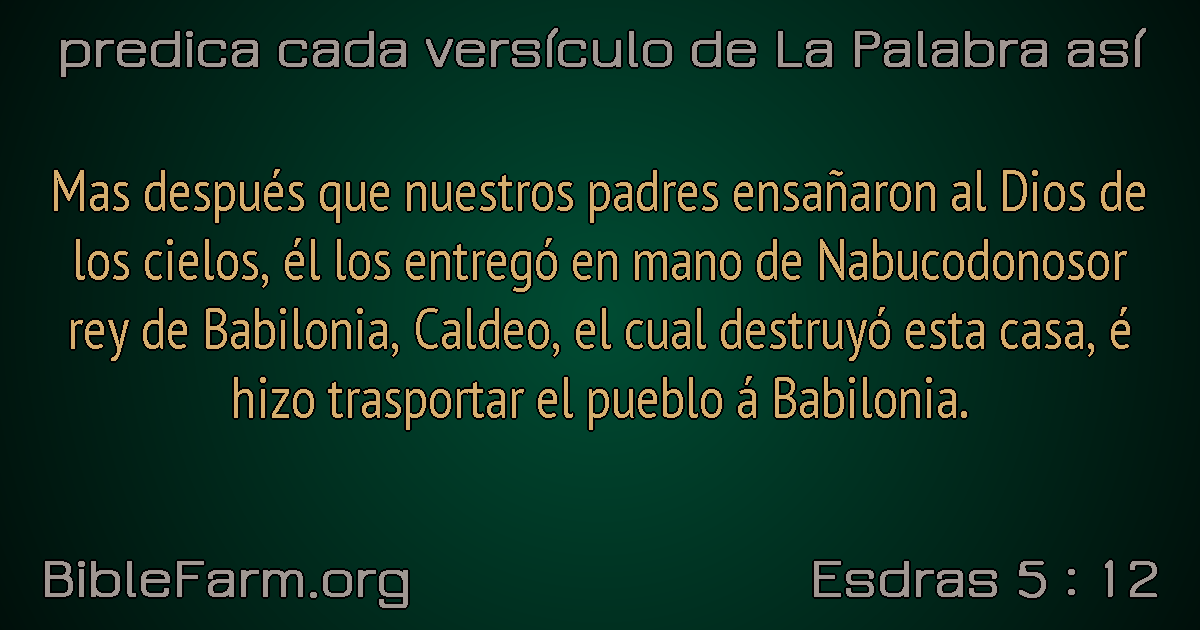 predica cada versículo de La Palabra así
Mas después que nuestros padres ensañaron al Dios de
los cielos, él los entregó en mano de Nabucodonosor
rey de Babilonia, Caldeo, el cual destruyó esta casa, é
hizo trasportar el pueblo á Babilonia.
BibleFarm.org
Esdras 5 : 12